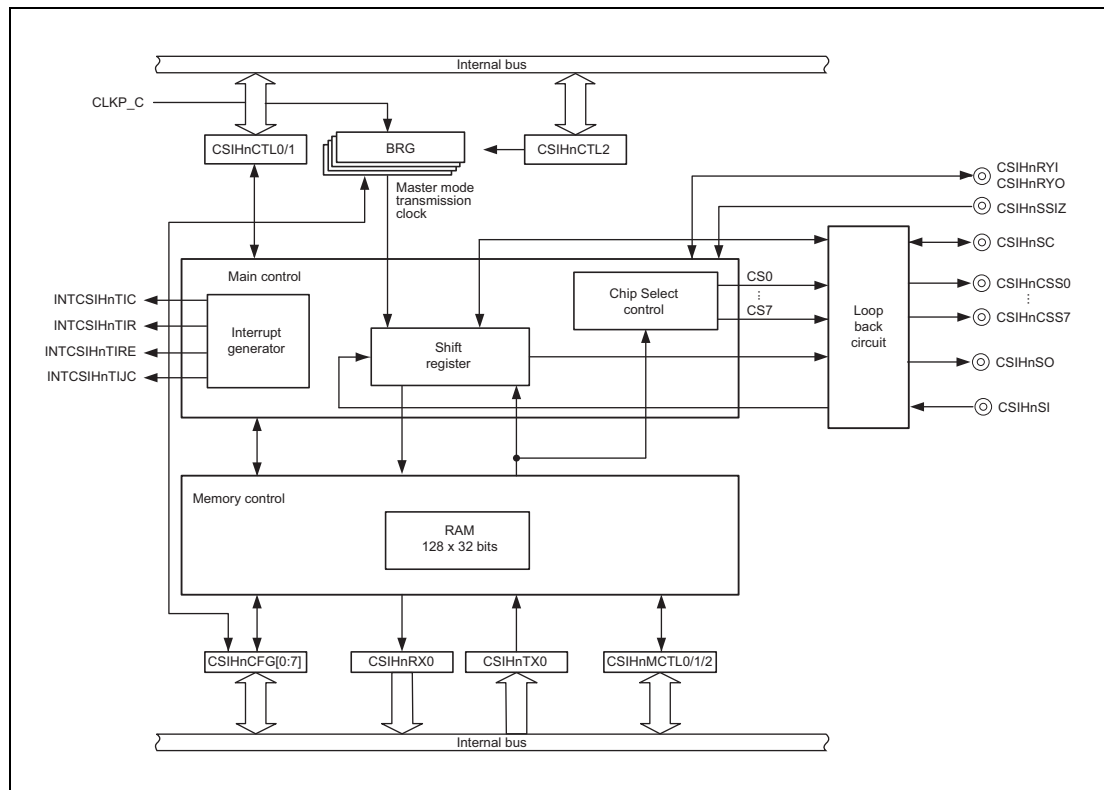 Internal bus
CLKP_C
CSIHnCTL0/1
BRG
CSIHnCTL2
Master mode
transmission
clock
CSIHnRYI
CSIHnRYO
CSIHnSSIZ
CSIHnSC
CSIHnCSS0
⋮
CSIHnCSS7
CSIHnSO
CSIHnSI
Main control
Chip Select
control
CS0
⋮
CS7
Loop
back
circuit
INTCSIHnTIC
INTCSIHnTIR
INTCSIHnTIRE
INTCSIHnTIJC
Interrupt
generator
Shift
register
Memory control
RAM
128 x 32 bits
CSIHnCFG[0:7]
CSIHnRX0
CSIHnTX0
CSIHnMCTL0/1/2
Internal bus